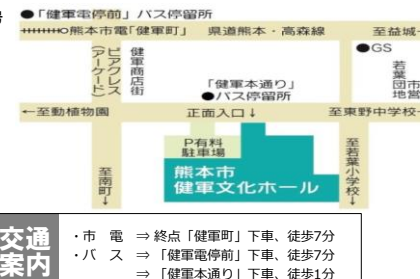 ●「健軍電停前」バス停留所
熊本市電「健軍町」 県道熊本・高森線 至益城→
ピアクレス
(アーケード)
健軍商店街
●GS
若葉団地
市営
「健軍本通り」
●バス停留所
←至動植物園 正面入口↓ 至東野中学校→
P有料
駐車場
至南町↓
熊本市
健軍文化ホール
至若葉小学校↓
交通
案内
・市 電 ⇒ 終点「健軍町」下車、徒歩7分
・バ ス ⇒ 「健軍電停前」下車、徒歩7分
⇒ 「健軍本通り」下車、徒歩1分